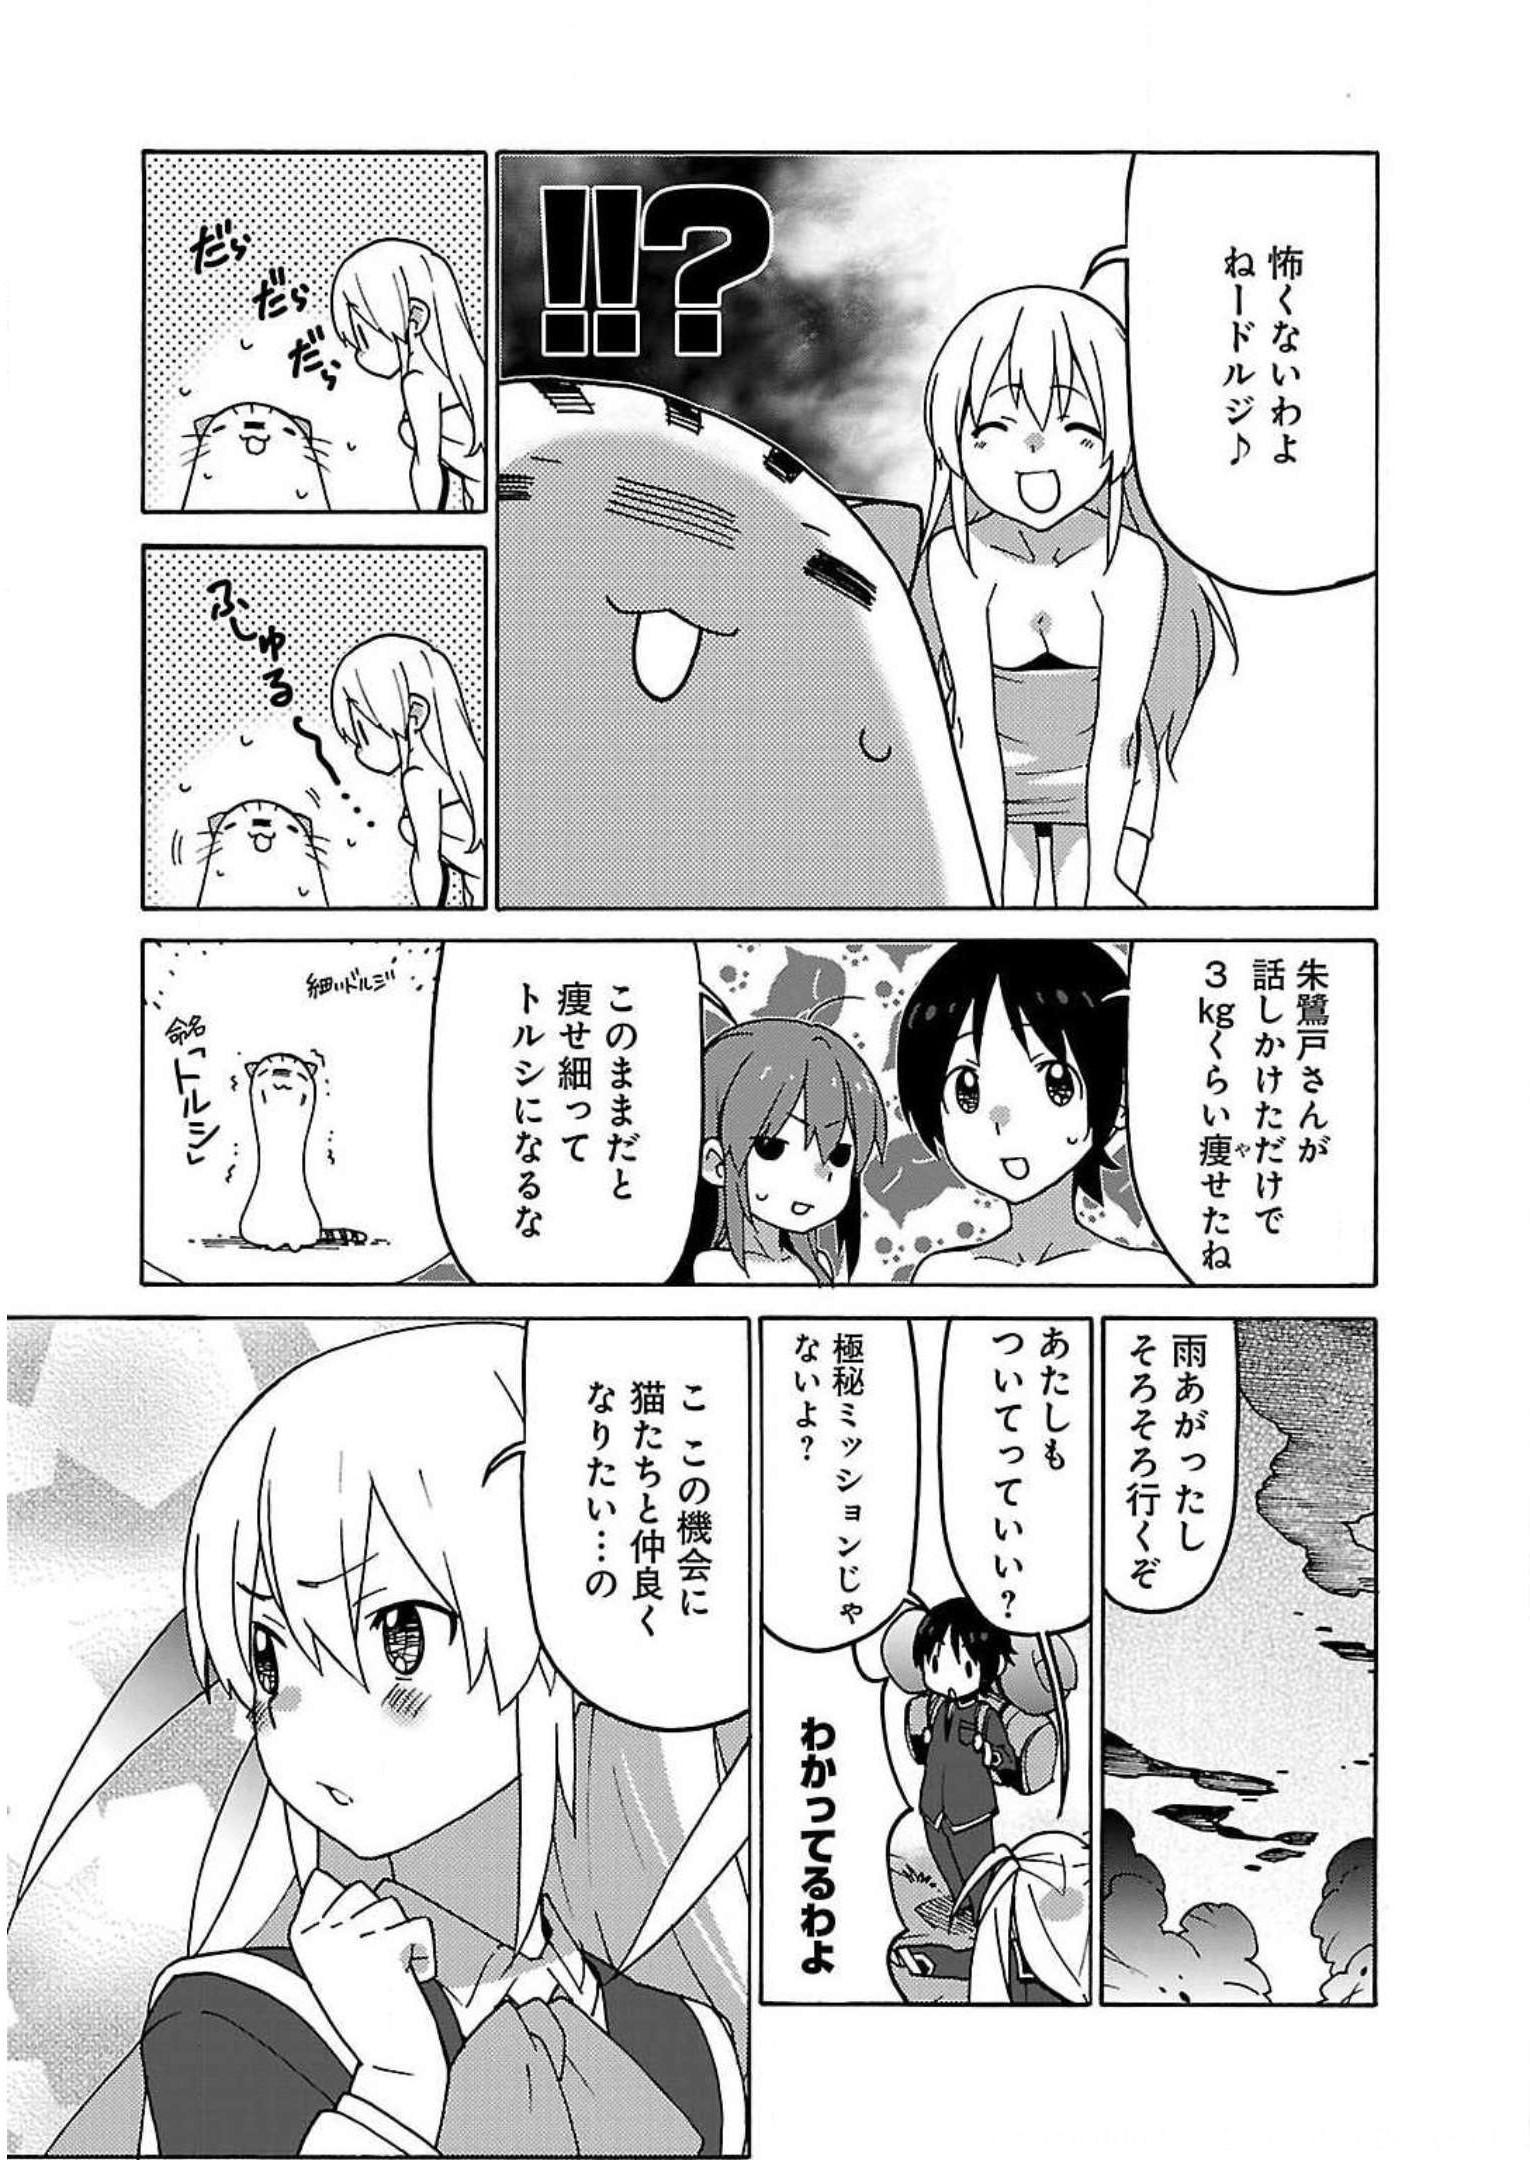 怖くないわよ
ねードルジ♪
!!?
だら
だら
だら
ふしゅる
朱鷺戸さんが
話しかけただけで
3kgくらい痩せたね
や
このままだと
痩せ細って
トルシになるな
細いドルジ
命名
「トルシ」
雨あがったし
そろそろ行くぞ
あたしも
ついてっていい?
極秘ミッションじゃ
ないよ?
わかってるわよ
こ この機会に
猫たちと仲良く
なりたい…の